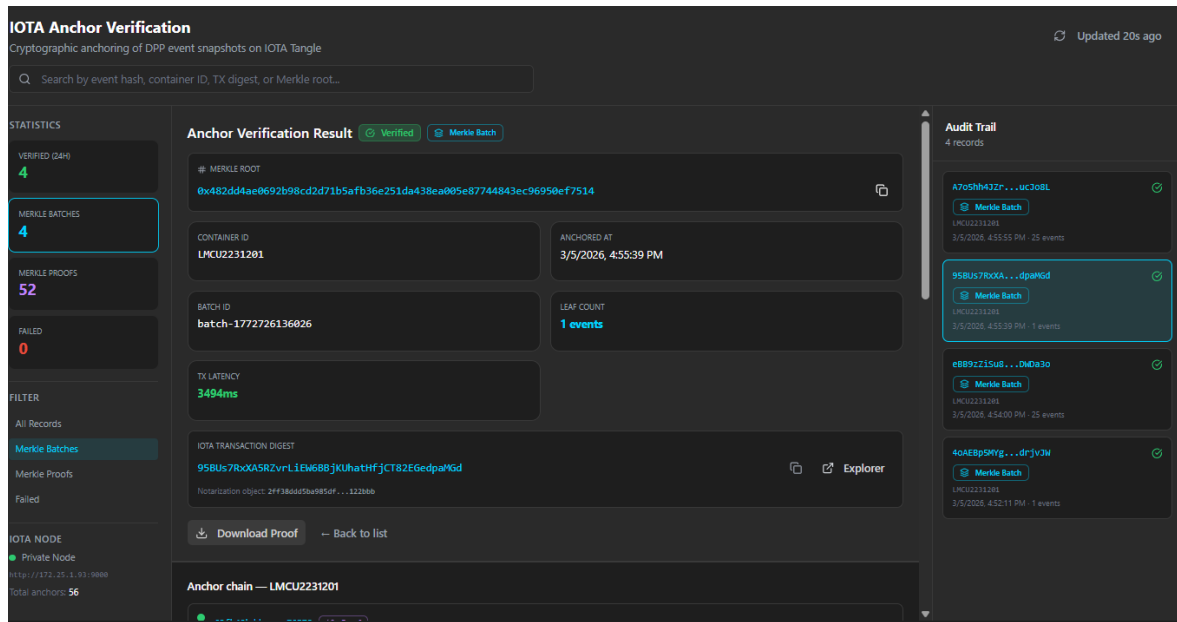 IOTA Anchor Verification
Cryptographic anchoring of DPP event snapshots on IOTA Tangle
Updated 20s ago
Search by event hash, container ID, TX digest, or Merkle root...
STATISTICS
VERIFIED (24H)
4
MERKLE BATCHES
4
MERKLE PROOFS
52
FAILED
0
FILTER
All Records
Merkle Batches
Merkle Proofs
Failed
IOTA NODE
Private Node
http://172.25.1.93:9000
Total anchors: 56
Anchor Verification Result
Verified
Merkle Batch
# MERKLE ROOT
0x482dd4ae0692b98cd2d71b5afb36e251da438ea005e87744843ec96950ef7514
CONTAINER ID
LMCU2231201
ANCHORED AT
3/5/2026, 4:55:39 PM
BATCH ID
batch-1772726136026
LEAF COUNT
1 events
TX LATENCY
3494ms
IOTA TRANSACTION DIGEST
95BUs7RxXA5RZvrLiEW6BBjKUhatHfjCT82EGedpaMGd
Explorer
Notarization object: 2ff38ddd5ba985df...122bbb
Download Proof
← Back to list
Anchor chain — LMCU2231201
Audit Trail
4 records
A7o5hh4JZr...ucJo8L
Merkle Batch
LMCU2231201
3/5/2026, 4:55:55 PM · 25 events
95BUs7RxXA...dpaMGd
Merkle Batch
LMCU2231201
3/5/2026, 4:55:39 PM · 1 events
eBB9zZiSu8...DWDa3o
Merkle Batch
LMCU2231201
3/5/2026, 4:54:00 PM · 25 events
4oAEBp5MYg...drjvJW
Merkle Batch
LMCU2231201
3/5/2026, 4:52:11 PM · 1 events